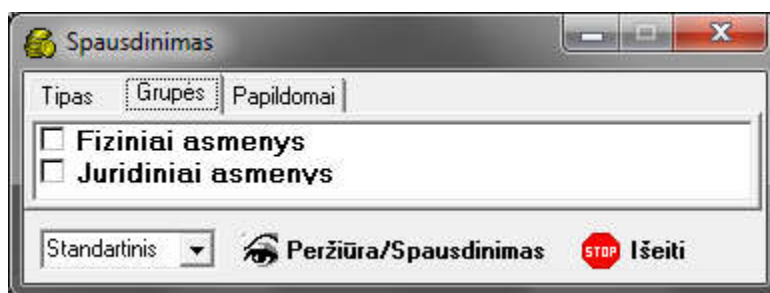 Spausdinimas
Tipas Grupės Papildomai
Fiziniai asmenys
Juridiniai asmenys
Standartinis Peržiūra/Spausdinimas STOP Išeiti